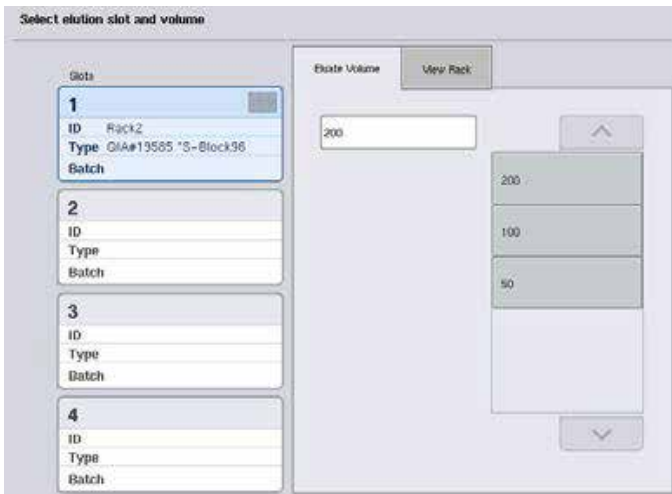 Select elution slot and volume
Slots
1
ID Rack2
Type QIA#19585 *S-Block96
Batch
2
ID
Type
Batch
3
ID
Type
Batch
4
ID
Type
Batch
Eluate Volume
View Rack
200
200
100
50